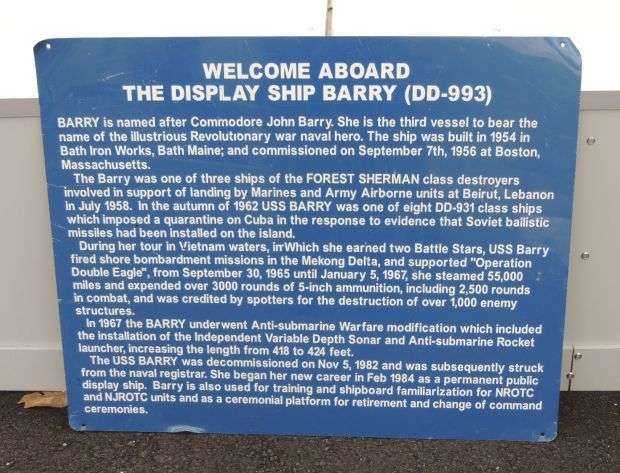 WELCOME ABOARD
THE DISPLAY SHIP BARRY (DD-993)
BARRY is named after Commodore John Barry. She is the third vessel to bear the
name of the illustrious Revolutionary war naval hero. The ship was built in 1954 in
Bath Iron Works, Bath Maine; and commissioned on September 7th, 1956 at Boston,
Massachusetts.
The Barry was one of three ships of the FOREST SHERMAN class destroyers
involved in support of landing by Marines and Army Airborne units at Beirut, Lebanon
in July 1958. In the autumn of 1962 USS BARRY was one of eight DD-931 class ships
which imposed a quarantine on Cuba in the response to evidence that Soviet ballistic
missiles had been installed on the island.
During her tour in Vietnam waters, in which she earned two Battle Stars, USS Barry
fired shore bombardment missions in the Mekong Delta, and supported "Operation
Double Eagle", from September 30, 1965 until January 5, 1967, she steamed 55,000
miles and expended over 3000 rounds of 5-inch ammunition, including 2,500 rounds
in combat, and was credited by spotters for the destruction of over 1,000 enemy
structures.
In 1967 the BARRY underwent Anti-submarine Warfare modification which included
the installation of the Independent Variable Depth Sonar and Anti-submarine Rocket
launcher, increasing the length from 418 to 424 feet.
The USS BARRY was decommissioned on Nov 5, 1982 and was subsequently struck
from the naval registrar. She began her new career in Feb 1984 as a permanent public
display ship. Barry is also used for training and shipboard familiarization for NROTC
and NJROTC units and as a ceremonial platform for retirement and change of command
ceremonies.